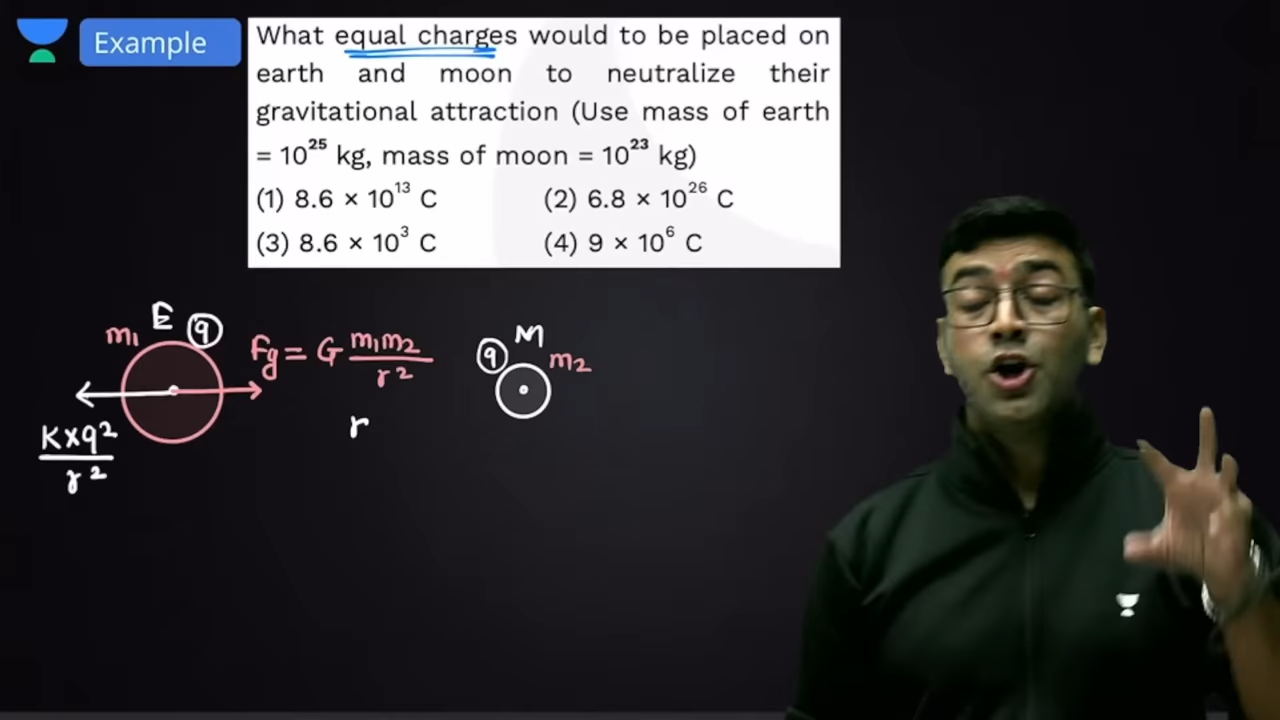 Example
What equal charges would to be placed on
earth and moon to neutralize their
gravitational attraction (Use mass of earth
= 10²⁵ kg, mass of moon = 10²³ kg)
(1) 8.6 × 10¹³ C (2) 6.8 × 10²⁶ C
(3) 8.6 × 10³ C (4) 9 × 10⁶ C
m₁ E q
Fg = G m₁m₂/r²
q M m₂
r
K×q²/r²